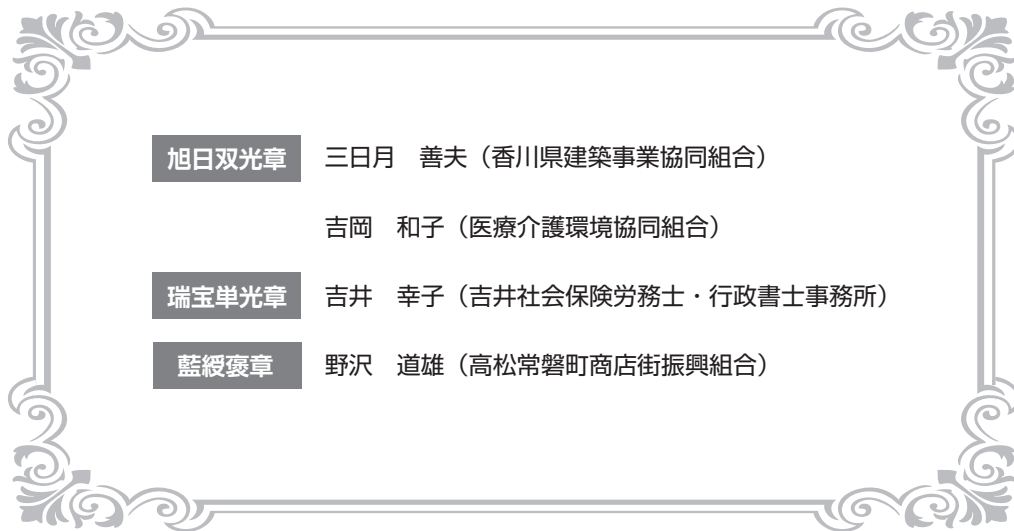 旭日双光章　三日月　善夫（香川県建築事業協同組合）
吉岡　和子（医療介護環境協同組合）
瑞宝単光章　吉井　幸子（吉井社会保険労務士・行政書士事務所）
藍綬褒章　野沢　道雄（高松常磐町商店街振興組合）